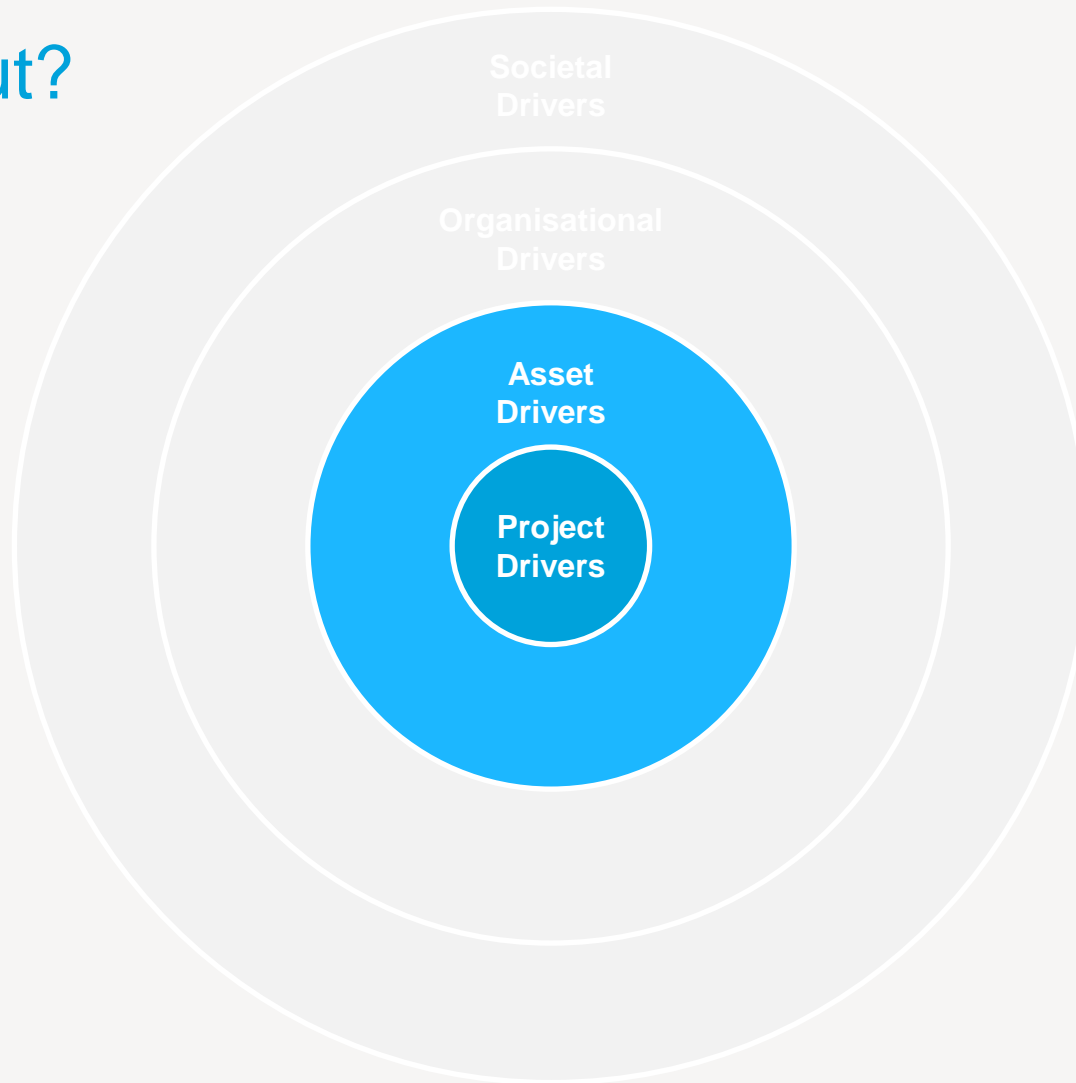 ut?
Societal
Drivers
Organisational
Drivers
Asset
Drivers
Project
Drivers